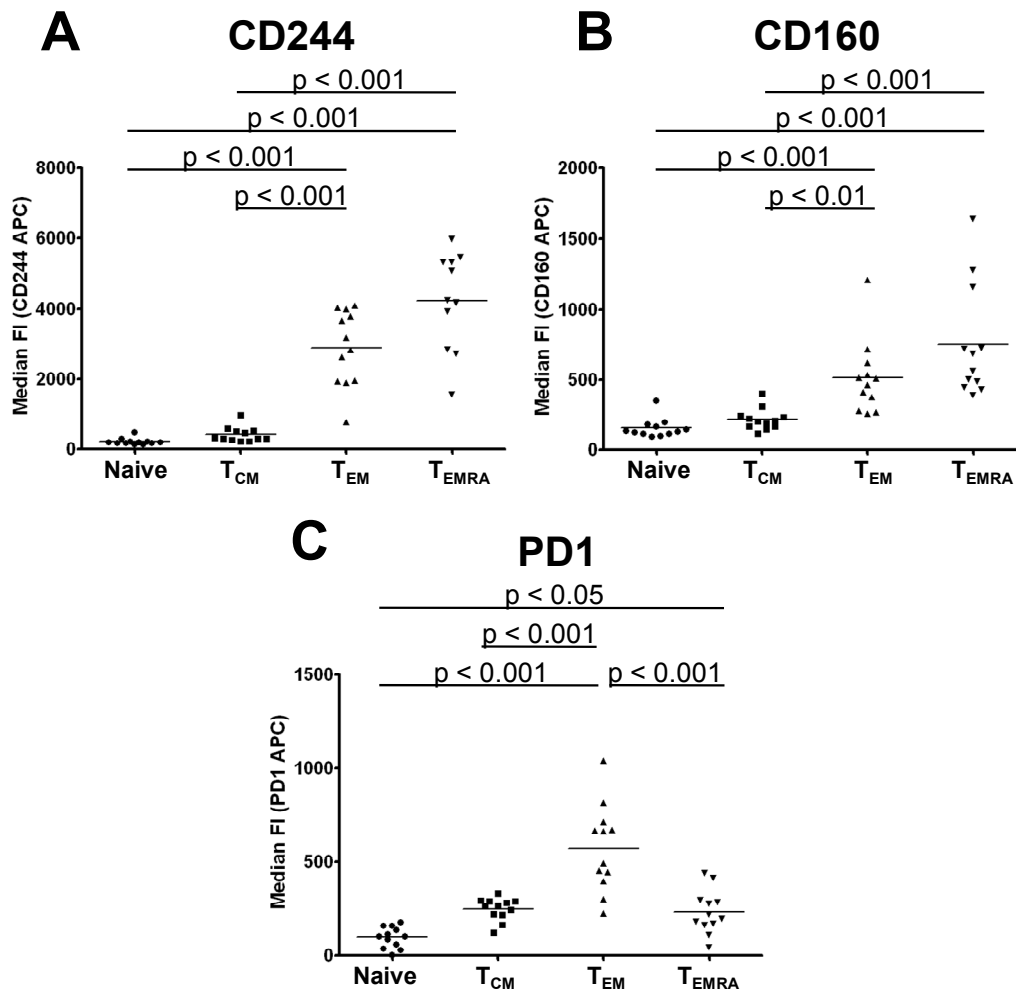 A
CD244
p < 0.001
p < 0.001
p < 0.001
p < 0.001
Median FI (CD244 APC)
8000
6000
4000
2000
0
Naive TCM TEM TEMRA
B
CD160
p < 0.001
p < 0.001
p < 0.001
p < 0.01
Median FI (CD160 APC)
2000
1500
1000
500
0
Naive TCM TEM TEMRA
C
PD1
p < 0.05
p < 0.001
p < 0.001 p < 0.001
Median FI (PD1 APC)
1500
1000
500
0
Naive TCM TEM TEMRA